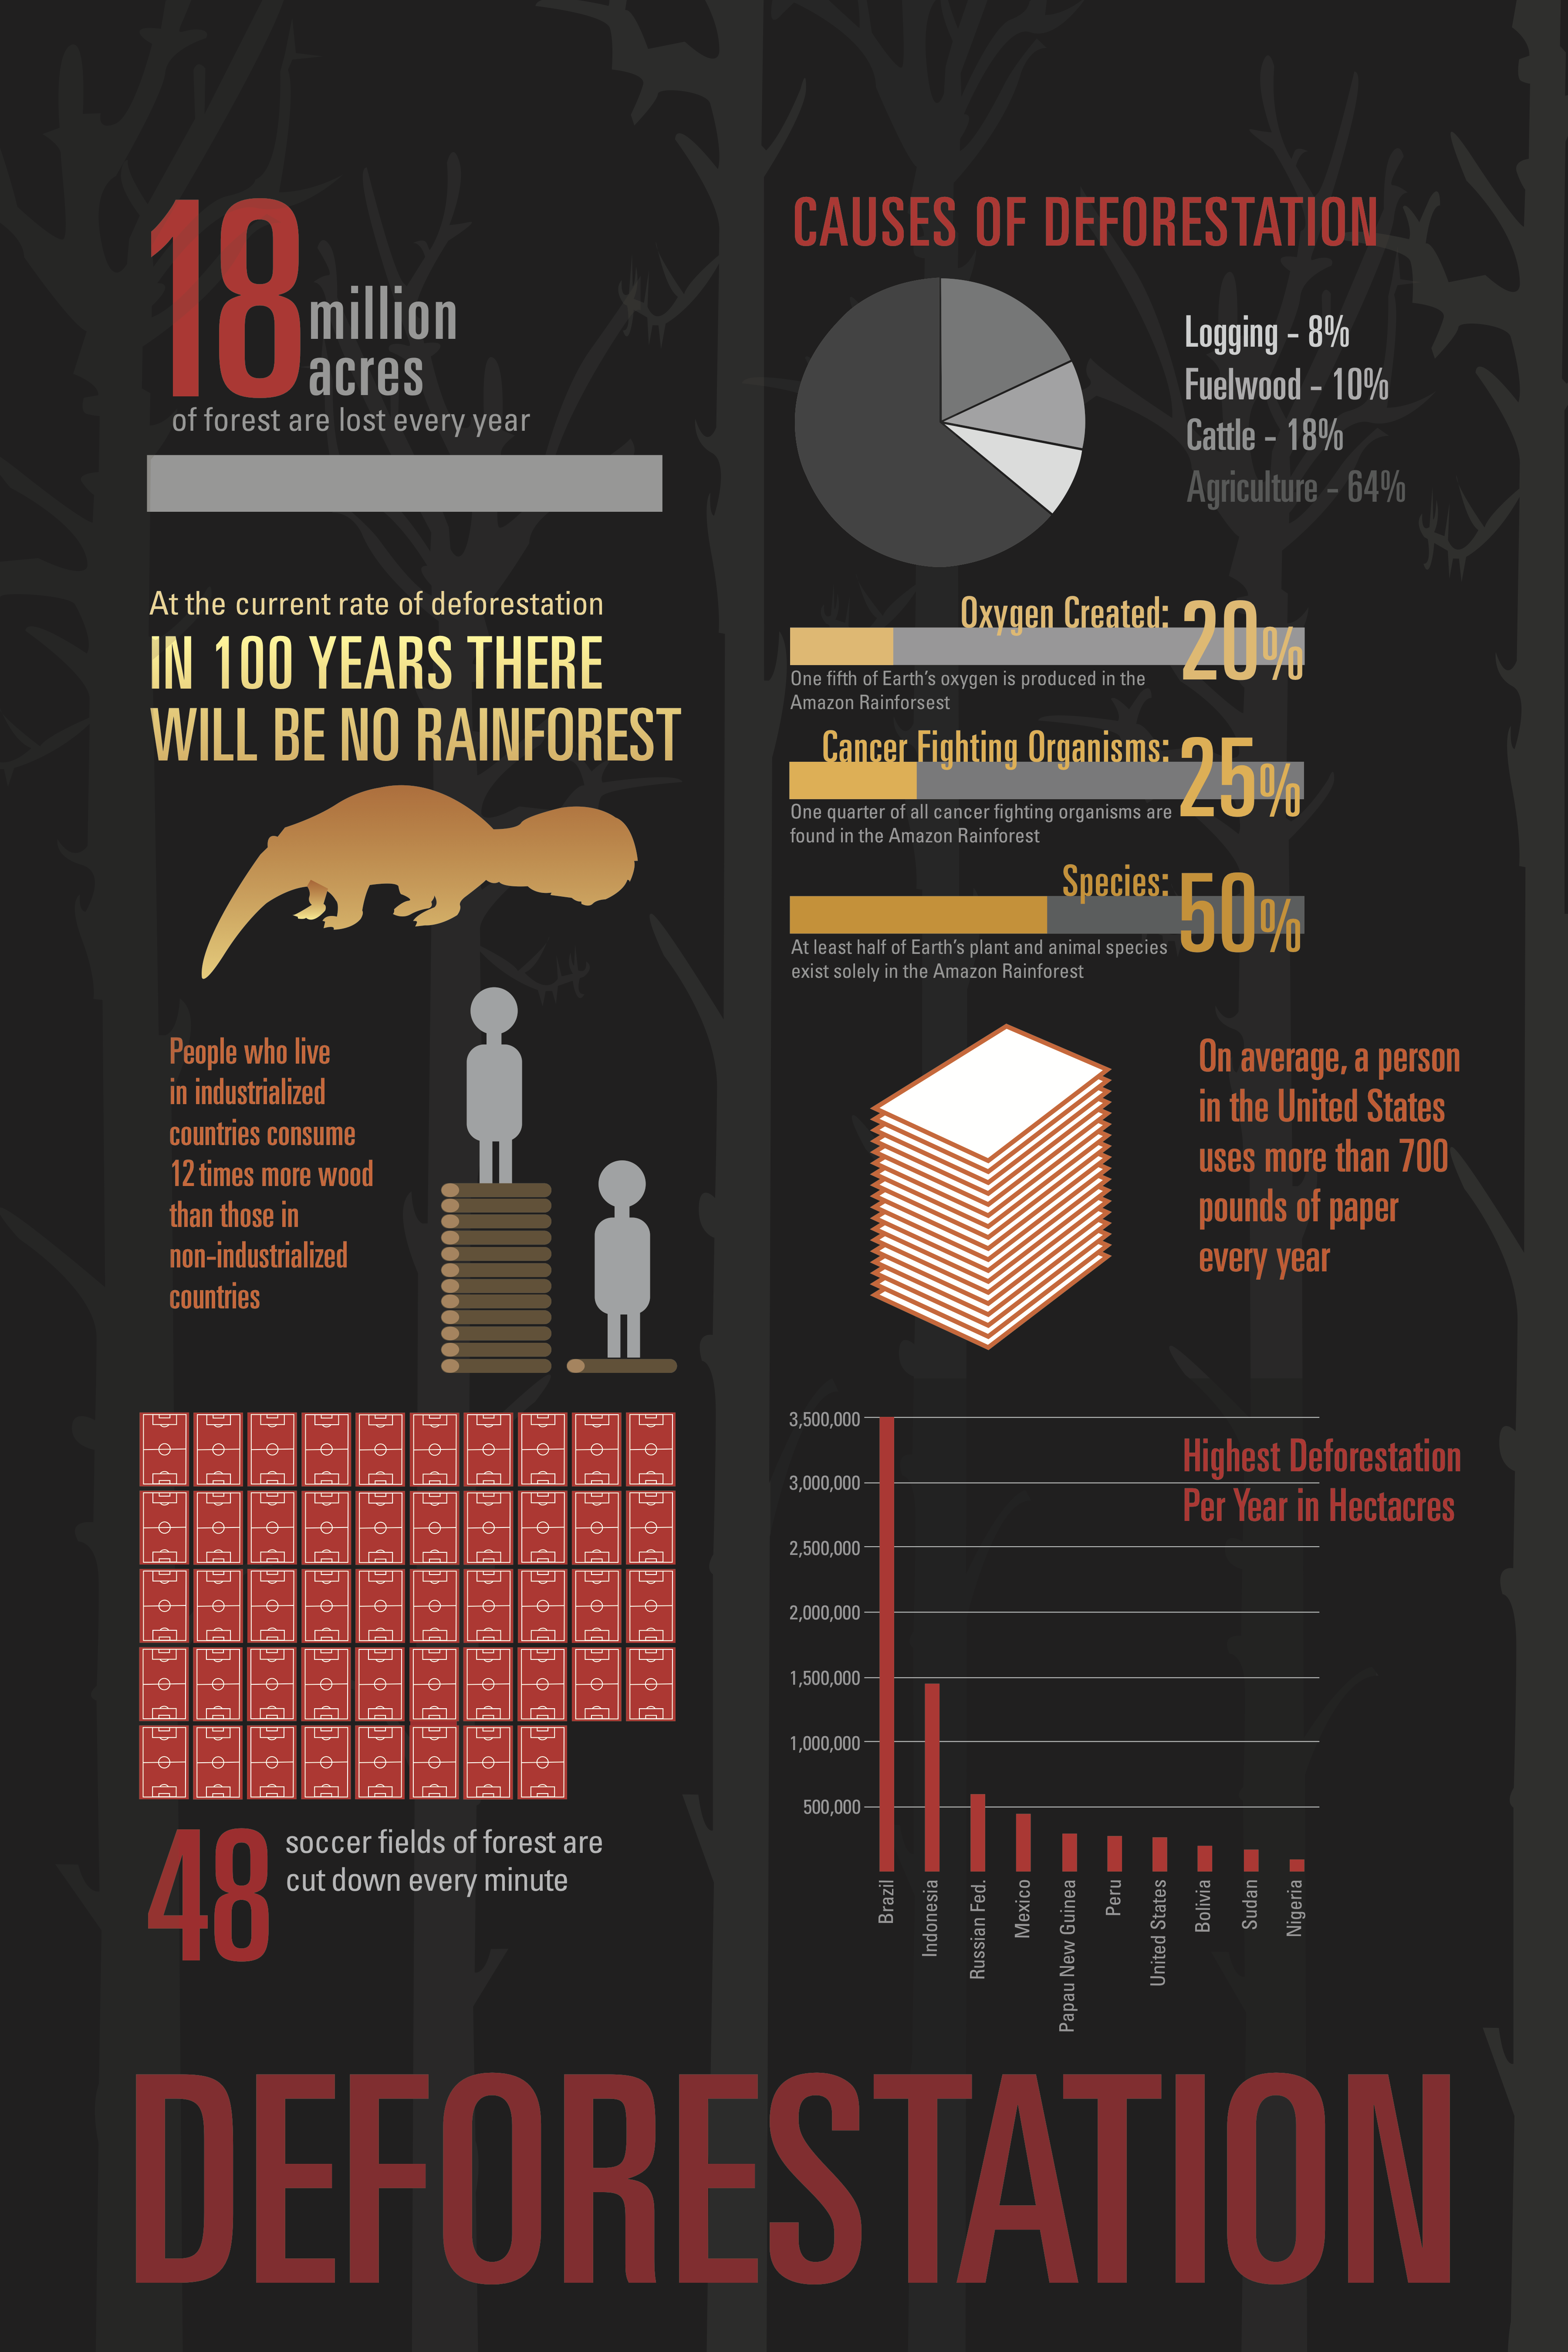 18
million
acres
of forest are lost every year
At the current rate of deforestation
IN 100 YEARS THERE
WILL BE NO RAINFOREST
People who live
in industrialized
countries consume
12 times more wood
than those in
non-industrialized
countries
48
soccer fields of forest are
cut down every minute
CAUSES OF DEFORESTATION
Logging - 8%
Fuelwood - 10%
Cattle - 18%
Agriculture - 64%
Oxygen Created: 20%
One fifth of Earth's oxygen is produced in the
Amazon Rainforsest
Cancer Fighting Organisms: 25%
One quarter of all cancer fighting organisms are
found in the Amazon Rainforest
Species: 50%
At least half of Earth's plant and animal species
exist solely in the Amazon Rainforest
On average, a person
in the United States
uses more than 700
pounds of paper
every year
Highest Deforestation
Per Year in Hectacres
3,500,000
3,000,000
2,500,000
2,000,000
1,500,000
1,000,000
500,000
Brazil
Indonesia
Russian Fed.
Mexico
Papau New Guinea
Peru
United States
Bolivia
Sudan
Nigeria
DEFORESTATION